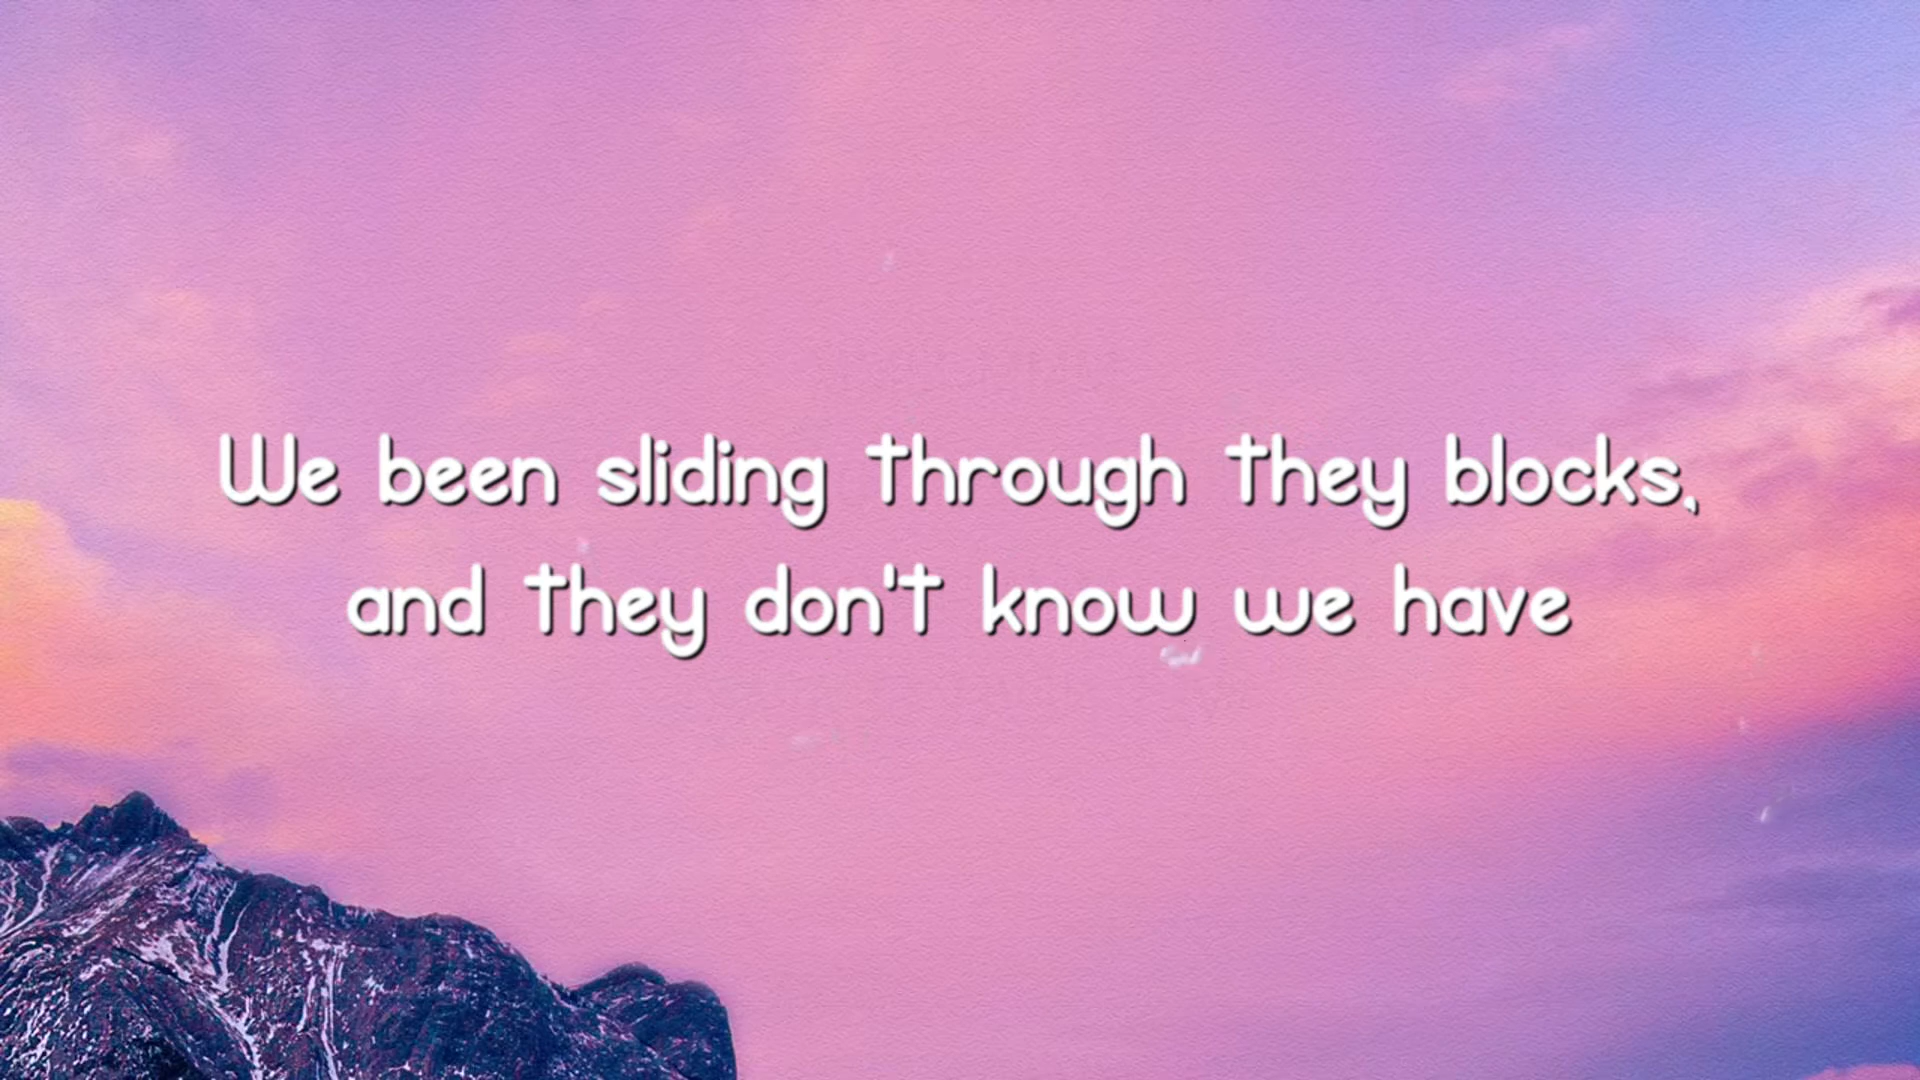 We been sliding through they blocks,
and they don't know we have